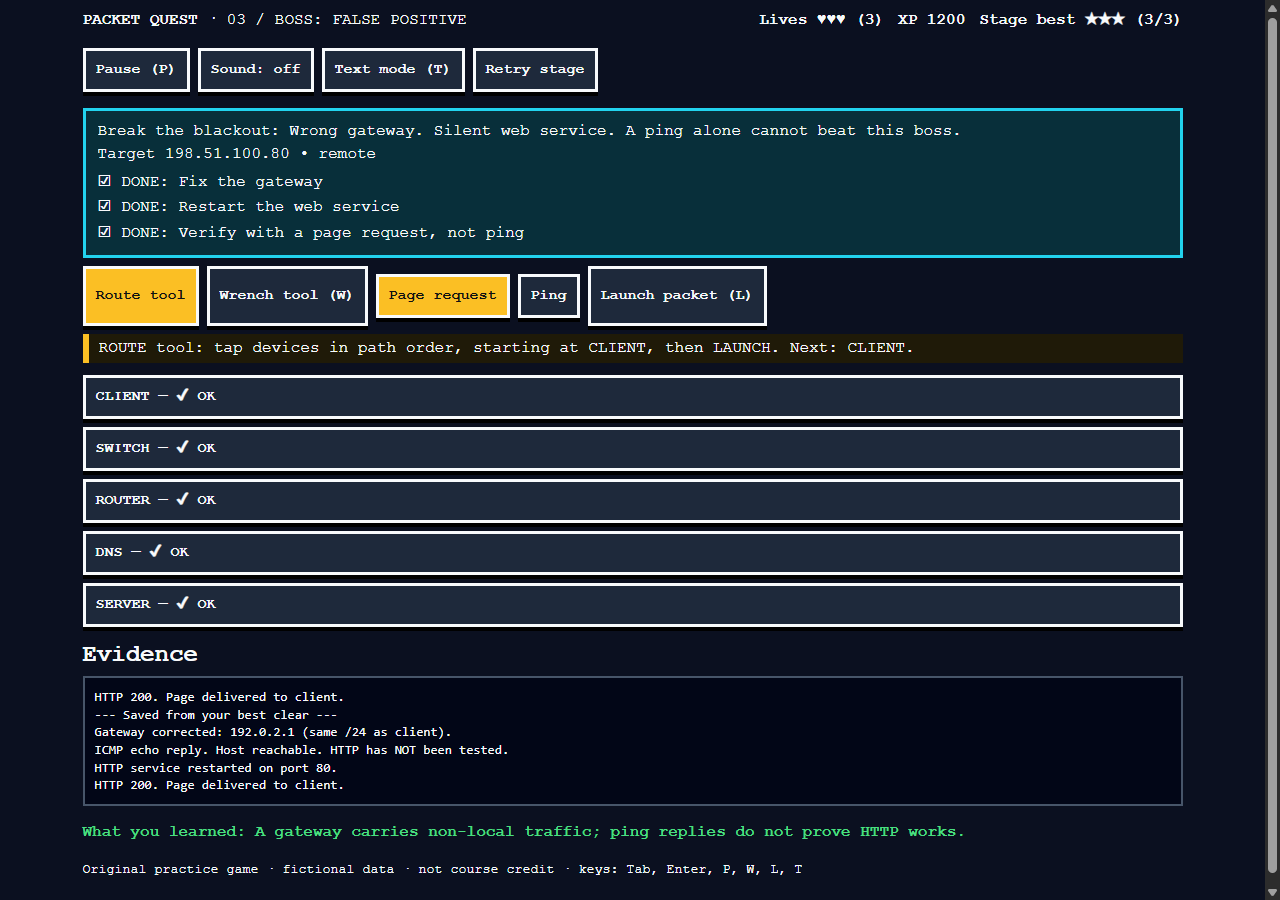 PACKET QUEST · 03 / BOSS: FALSE POSITIVE
Lives ♥♥♥ (3) XP 1200 Stage best ★★★ (3/3)
Pause (P) Sound: off Text mode (T) Retry stage
Break the blackout: Wrong gateway. Silent web service. A ping alone cannot beat this boss.
Target 198.51.100.80 • remote
☑ DONE: Fix the gateway
☑ DONE: Restart the web service
☑ DONE: Verify with a page request, not ping
Route tool Wrench tool (W) Page request Ping Launch packet (L)
ROUTE tool: tap devices in path order, starting at CLIENT, then LAUNCH. Next: CLIENT.
CLIENT — ✔ OK
SWITCH — ✔ OK
ROUTER — ✔ OK
DNS — ✔ OK
SERVER — ✔ OK
Evidence
HTTP 200. Page delivered to client.
--- Saved from your best clear ---
Gateway corrected: 192.0.2.1 (same /24 as client).
ICMP echo reply. Host reachable. HTTP has NOT been tested.
HTTP service restarted on port 80.
HTTP 200. Page delivered to client.
What you learned: A gateway carries non-local traffic; ping replies do not prove HTTP works.
Original practice game · fictional data · not course credit · keys: Tab, Enter, P, W, L, T